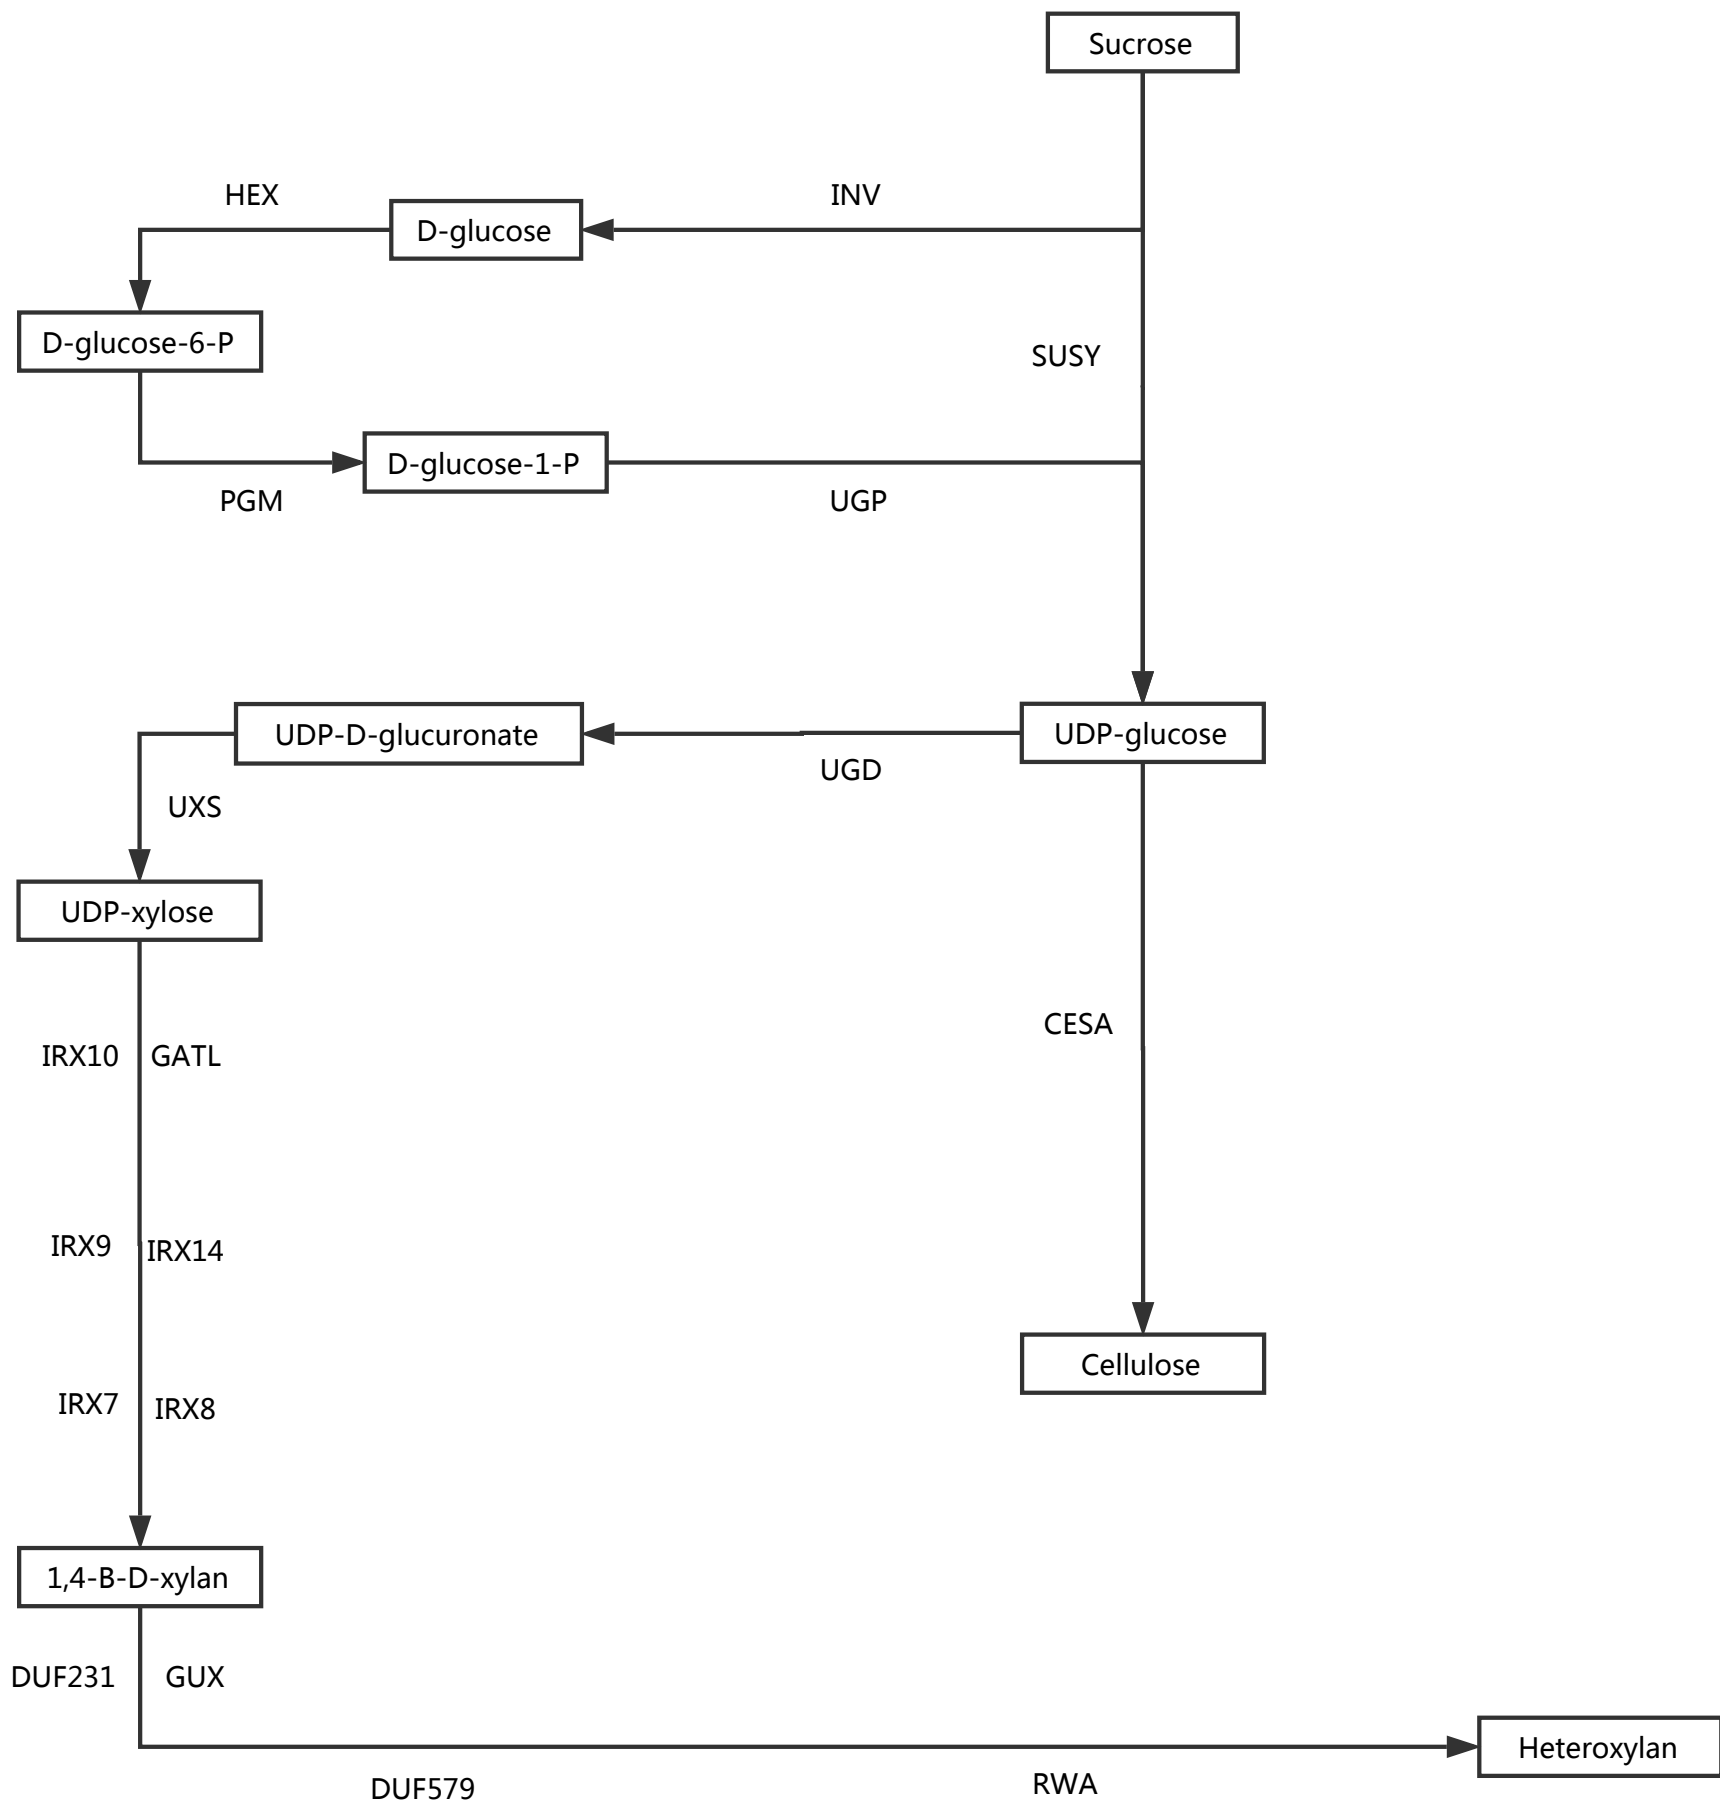 Sucrose
HEX
INV
D-glucose
D-glucose-6-P
SUSY
D-glucose-1-P
PGM
UGP
UDP-D-glucuronate
UDP-glucose
UGD
UXS
UDP-xylose
CESA
IRX10
GATL
IRX9
IRX14
Cellulose
IRX7
IRX8
1,4-B-D-xylan
DUF231
GUX
Heteroxylan
DUF579
RWA